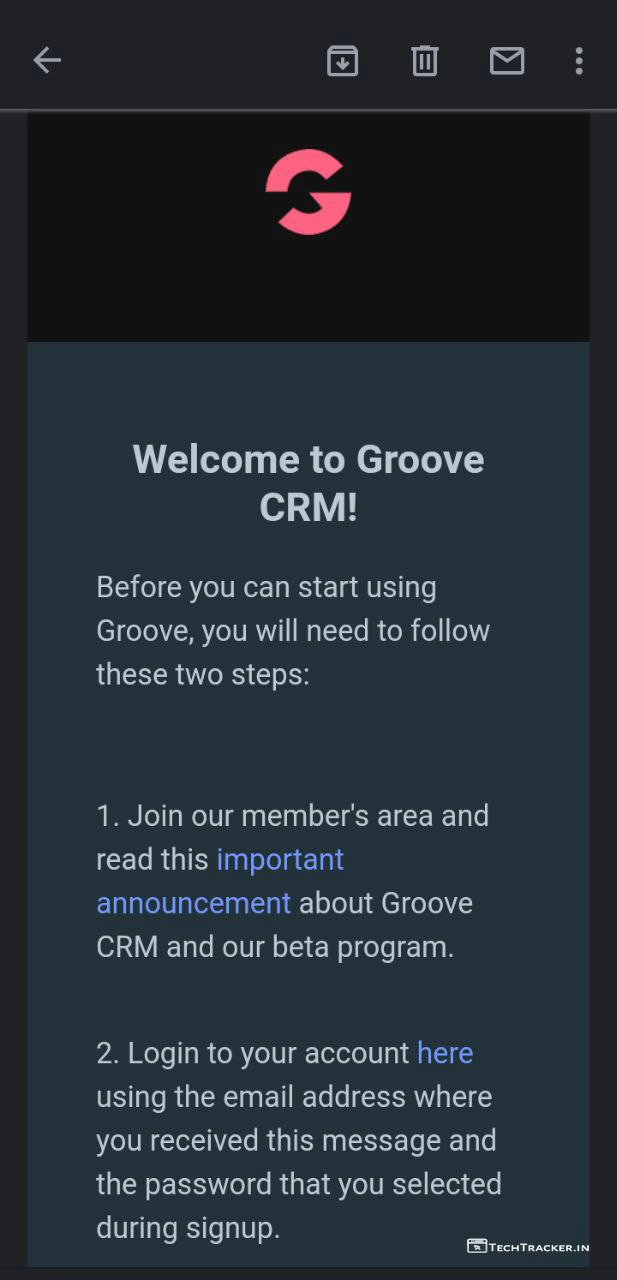 Welcome to Groove
CRM!
Before you can start using
Groove, you will need to follow
these two steps:
1. Join our member's area and
read this important
announcement about Groove
CRM and our beta program.
2. Login to your account here
using the email address where
you received this message and
the password that you selected
during signup.
TECHTRACKER.IN